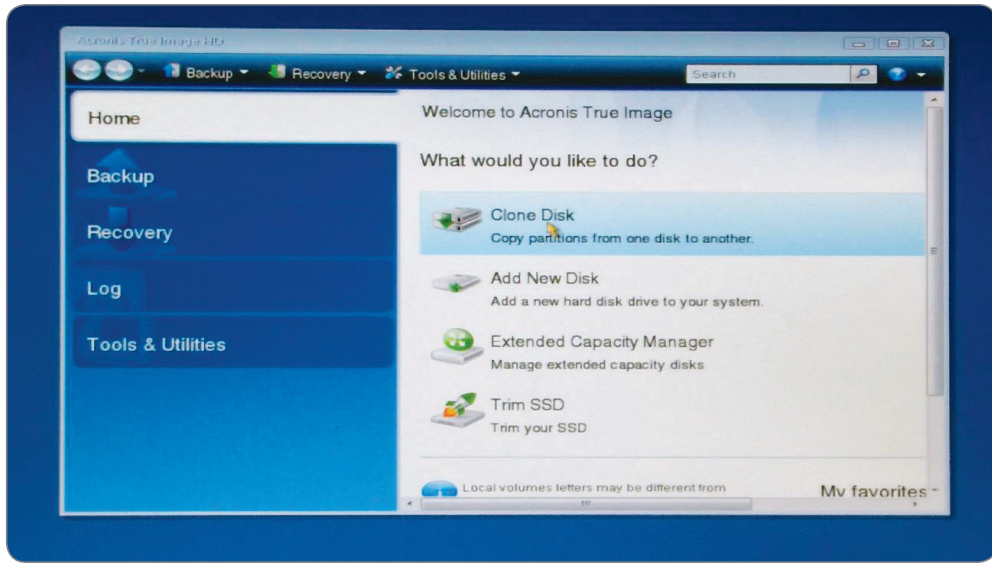 Acronis True Image HD
Backup Recovery Tools & Utilities Search
Home
Backup
Recovery
Log
Tools & Utilities
Welcome to Acronis True Image
What would you like to do?
Clone Disk
Copy partitions from one disk to another.
Add New Disk
Add a new hard disk drive to your system.
Extended Capacity Manager
Manage extended capacity disks
Trim SSD
Trim your SSD
Local volumes letters may be different from
My favorites